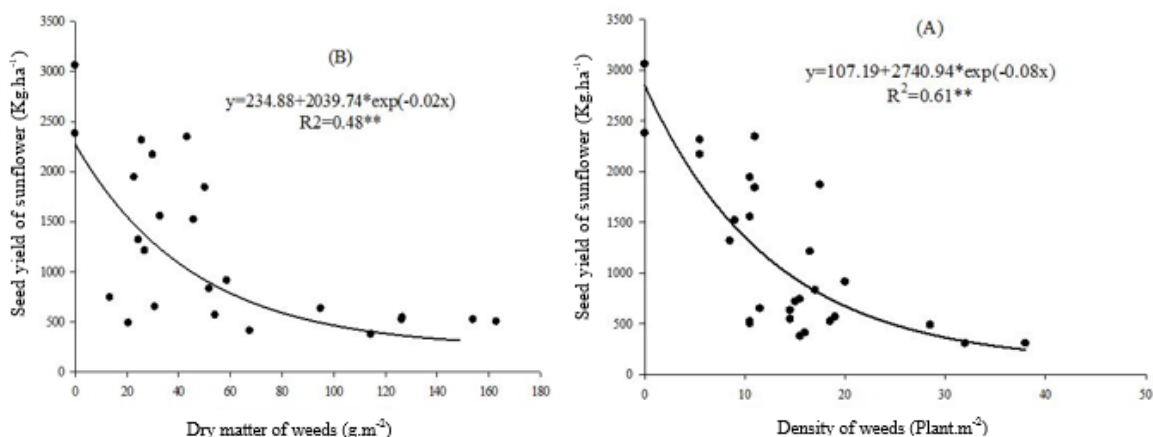 (B)
y=234.88+2039.74*exp(-0.02x)
R2=0.48**
Seed yield of sunflower (Kg.ha⁻¹)
3500
3000
2500
2000
1500
1000
500
0
0 20 40 60 80 100 120 140 160 180
Dry matter of weeds (g.m⁻²)
(A)
y=107.19+2740.94*exp(-0.08x)
R²=0.61**
Seed yield of sunflower (Kg.ha⁻¹)
3500
3000
2500
2000
1500
1000
500
0
0 10 20 30 40 50
Density of weeds (Plant.m⁻²)